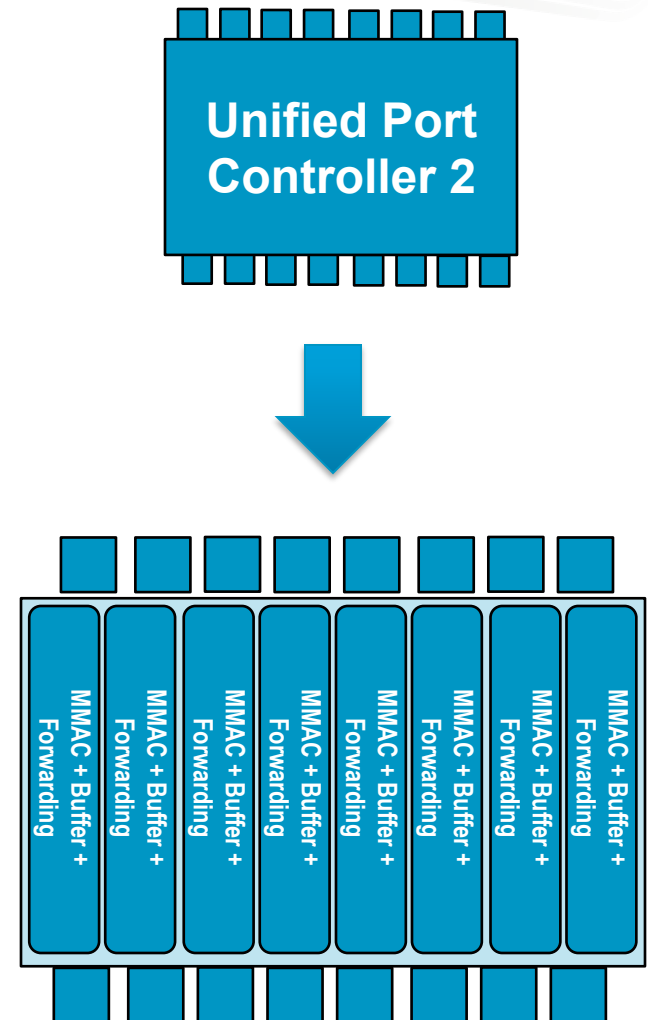 Unified Port
Controller 2
MMAC + Buffer +
Forwarding
MMAC + Buffer +
Forwarding
MMAC + Buffer +
Forwarding
MMAC + Buffer +
Forwarding
MMAC + Buffer +
Forwarding
MMAC + Buffer +
Forwarding
MMAC + Buffer +
Forwarding
MMAC + Buffer +
Forwarding